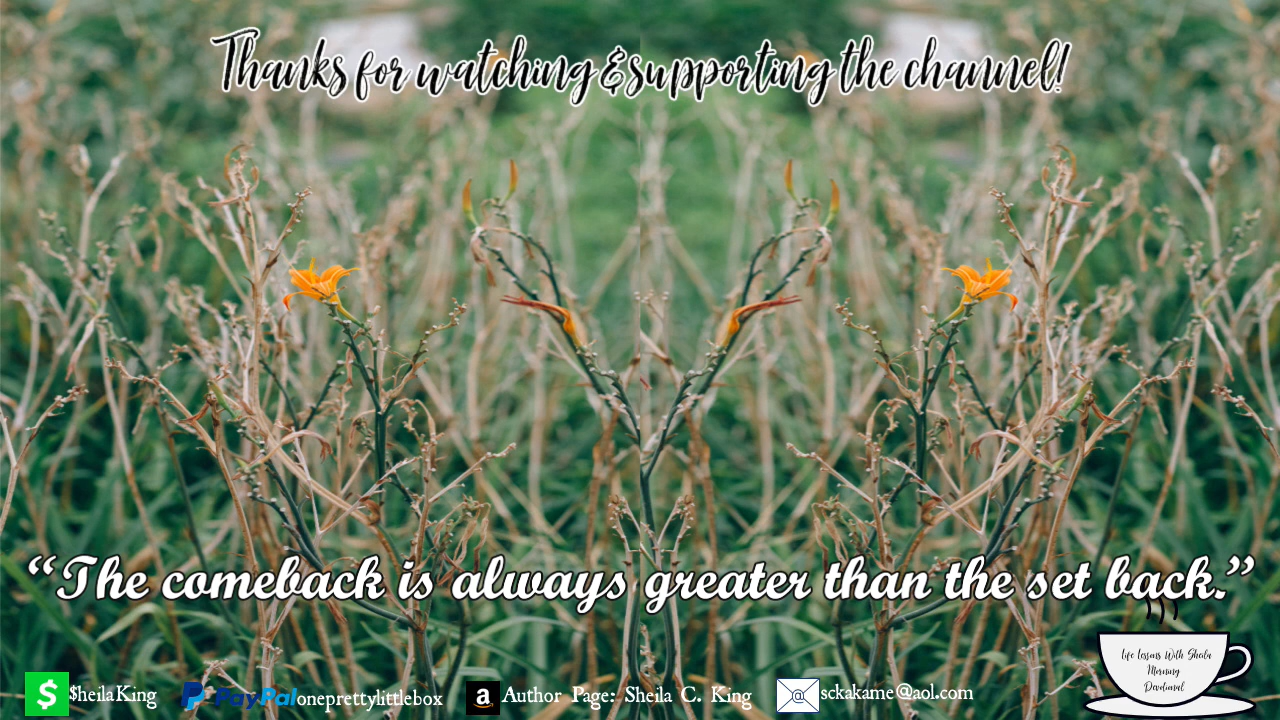 Thanks for watching & supporting the channel!
“The comeback is always greater than the set back.”
Life Lessons With Sheila
Morning
Devotional
$ $heilaKing PayPal oneprettylittlebox a Author Page: Sheila C. King sckakame@aol.com